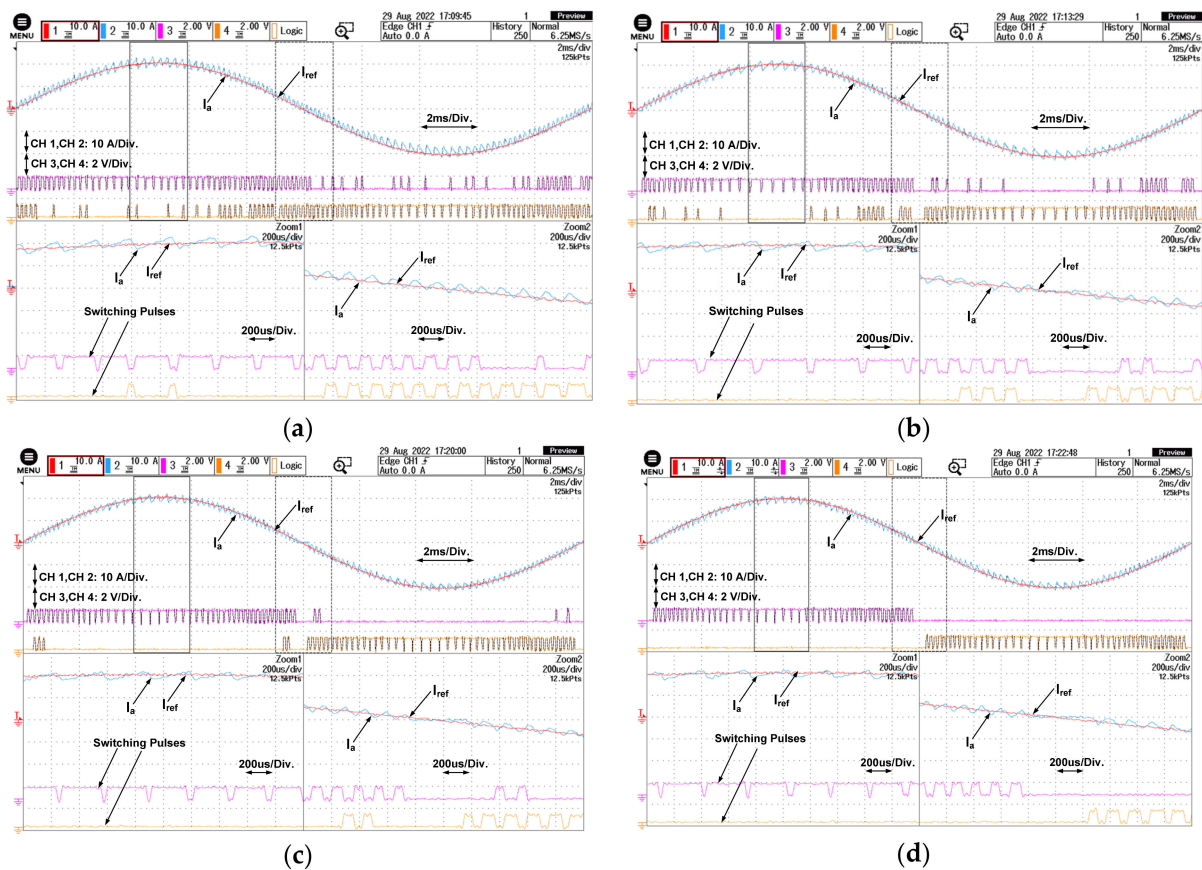 29 Aug 2022 17:09:45 1 Preview
MENU 1 10.0 A 2 10.0 A 3 2.00 V 4 2.00 V Logic Edge CH1 History Normal
Auto 0.0 A 250 6.25MS/s
2ms/div
125kPts
Iref
Ia
2ms/Div.
CH 1,CH 2: 10 A/Div.
CH 3,CH 4: 2 V/Div.
Zoom1 Zoom2
200us/div 200us/div
12.5kPts 12.5kPts
Ia Iref Iref
Ia
Switching Pulses
200us/Div. 200us/Div.
(a)
29 Aug 2022 17:13:29 1 Preview
MENU 1 10.0 A 2 10.0 A 3 2.00 V 4 2.00 V Logic Edge CH1 History Normal
Auto 0.0 A 250 6.25MS/s
2ms/div
125kPts
Iref
Ia
2ms/Div.
CH 1,CH 2: 10 A/Div.
CH 3,CH 4: 2 V/Div.
Zoom1 Zoom2
200us/div 200us/div
12.5kPts 12.5kPts
Ia Iref Iref
Ia
Switching Pulses
200us/Div. 200us/Div.
(b)
29 Aug 2022 17:20:00 1 Preview
MENU 1 10.0 A 2 10.0 A 3 2.00 V 4 2.00 V Logic Edge CH1 History Normal
Auto 0.0 A 250 6.25MS/s
2ms/div
125kPts
Iref
Ia
2ms/Div.
CH 1,CH 2: 10 A/Div.
CH 3,CH 4: 2 V/Div.
Zoom1 Zoom2
200us/div 200us/div
12.5kPts 12.5kPts
Ia Iref Iref
Ia
Switching Pulses
200us/Div. 200us/Div.
(c)
29 Aug 2022 17:22:48 1 Preview
MENU 1 10.0 A 2 10.0 A 3 2.00 V 4 2.00 V Logic Edge CH1 History Normal
Auto 0.0 A 250 6.25MS/s
2ms/div
125kPts
Iref
Ia
2ms/Div.
CH 1,CH 2: 10 A/Div.
CH 3,CH 4: 2 V/Div.
Zoom1 Zoom2
200us/div 200us/div
12.5kPts 12.5kPts
Ia Iref Iref
Ia
Switching Pulses
200us/Div. 200us/Div.
(d)